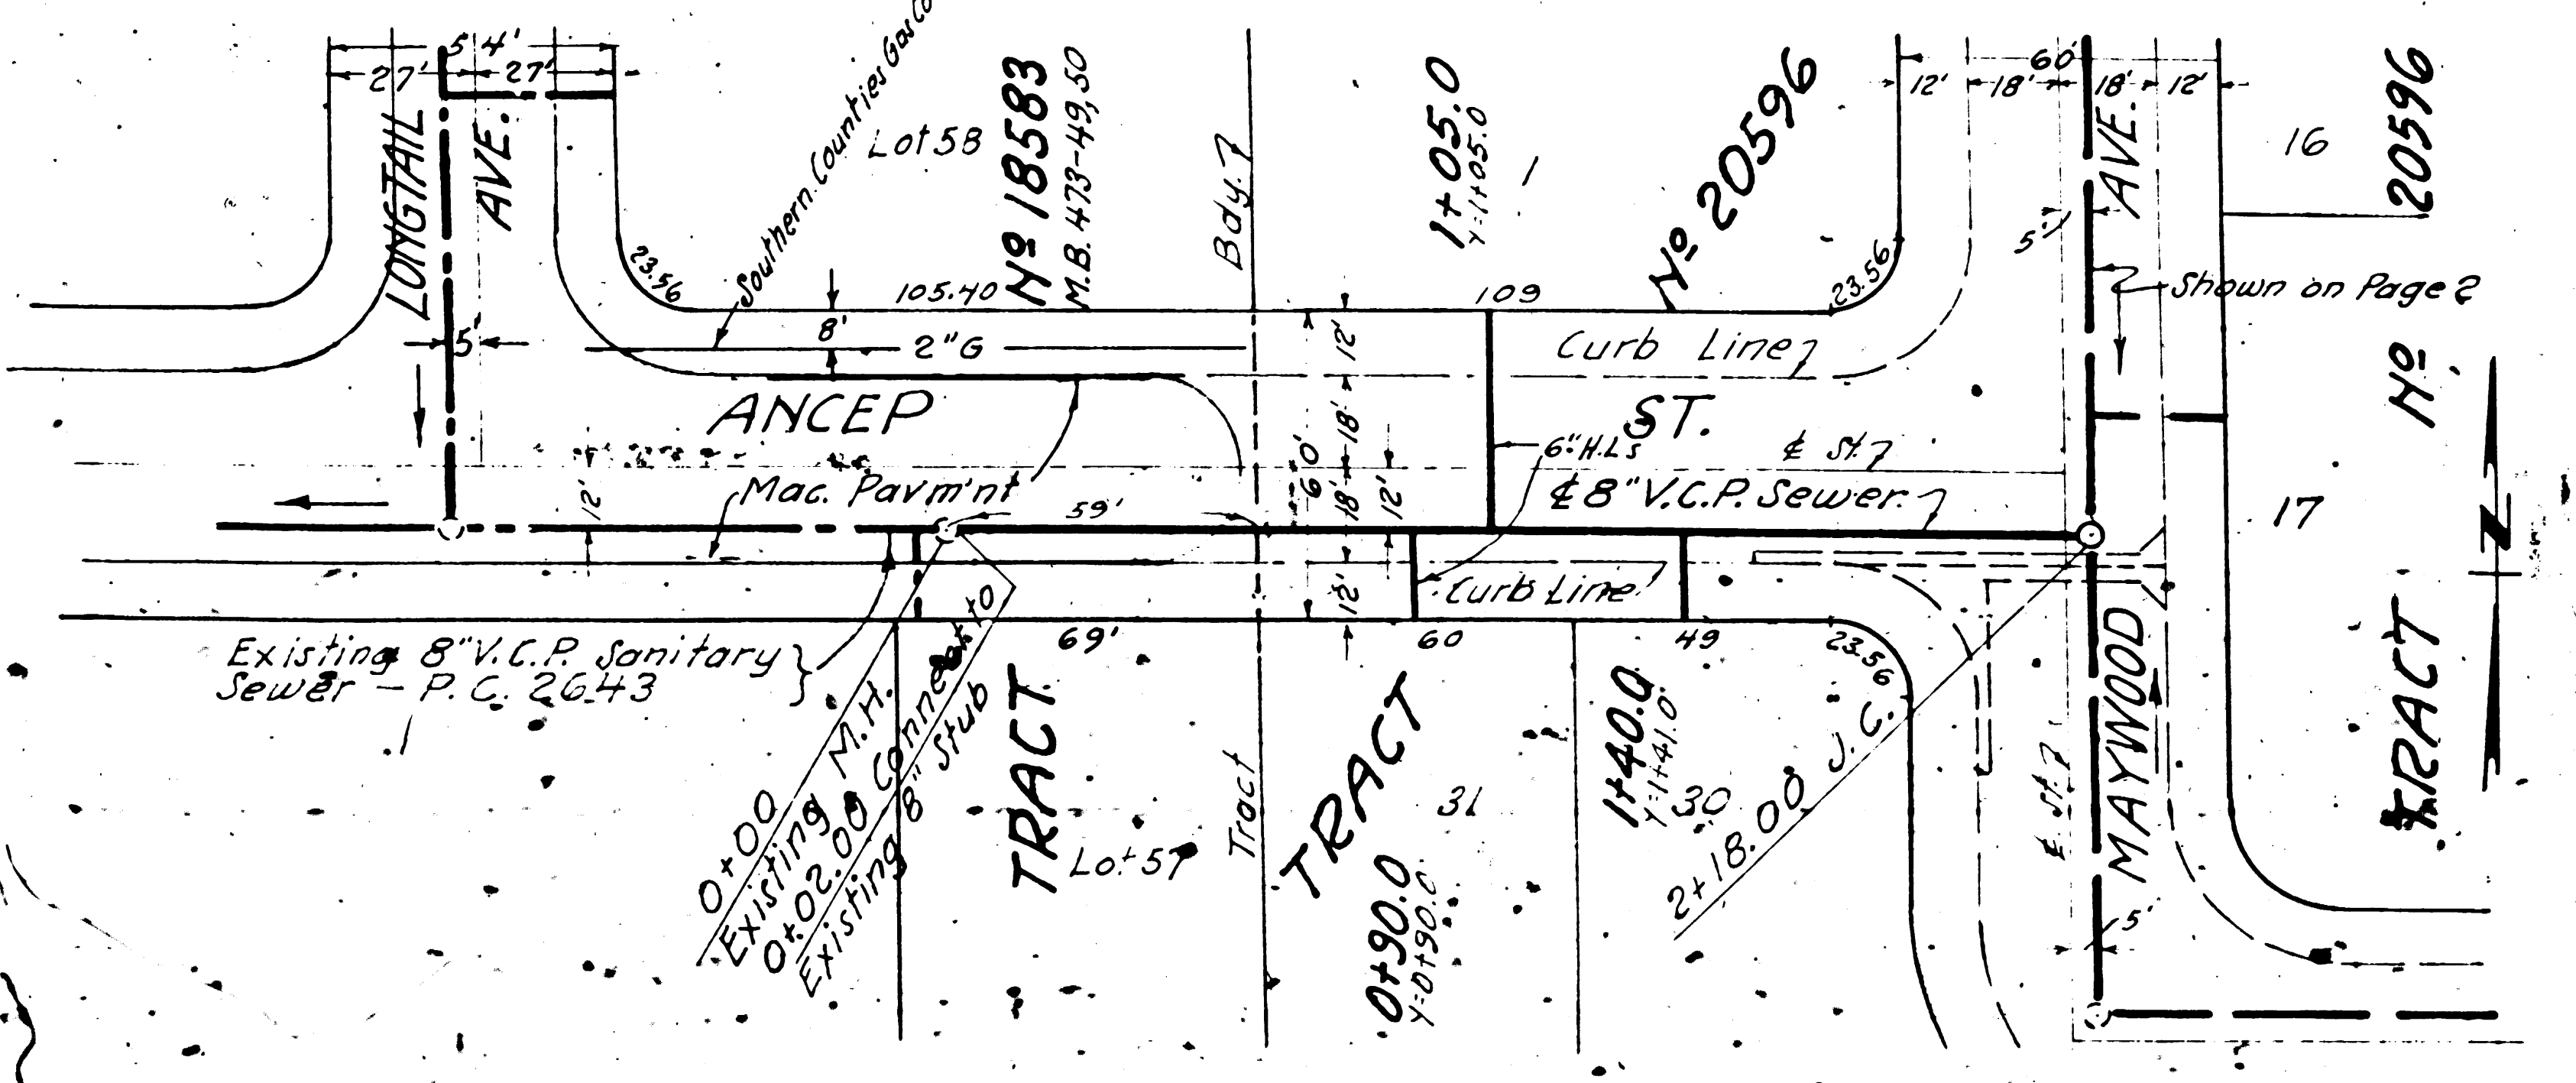 54'
27' 27'
LONGTAIL
AVE.
5'
23.56
Southern Counties Gas Co
Lot 58
Nº 18583
M.B. 473-49,50
105.40
8'
2"G
Bdy.
1+05.0
Y=1+05.0
109
Nº 20596
23.56
60'
12' 18' 18' 12'
AVE.
5'
16
Shown on Page 2
TRACT Nº 20596
17
N
12'
18'
60'
18'
12'
12'
Curb Line
ANCEP ST.
6" H.L's
℄ St.
℄ 8" V.C.P. Sewer
Mac. Pavm'nt
12'
59'
Curb Line
69'
60
49
23.56
Existing 8" V.C.P. Sanitary
Sewer - P.C. 2643
0+00
Existing M.H.
0+02.00 Connect to
Existing 8" Stub
TRACT
Lot 57
Tract
TRACT
31
0+90.0
Y=0+90.0
1+40.0
Y=1+41.0
30
2+18.00 J.C.
℄ St.
MAYWOOD
5'